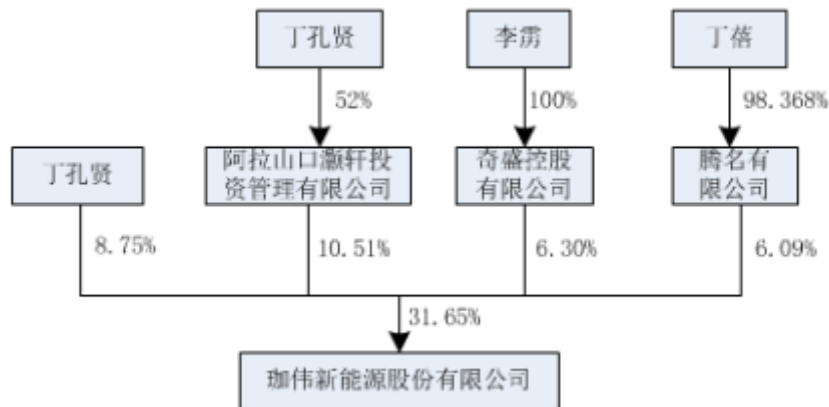 丁孔贤
李雳
丁蓓
52%
100%
98.368%
丁孔贤
阿拉山口灏轩投
资管理有限公司
奇盛控股
有限公司
腾名有
限公司
8.75%
10.51%
6.30%
6.09%
31.65%
珈伟新能源股份有限公司